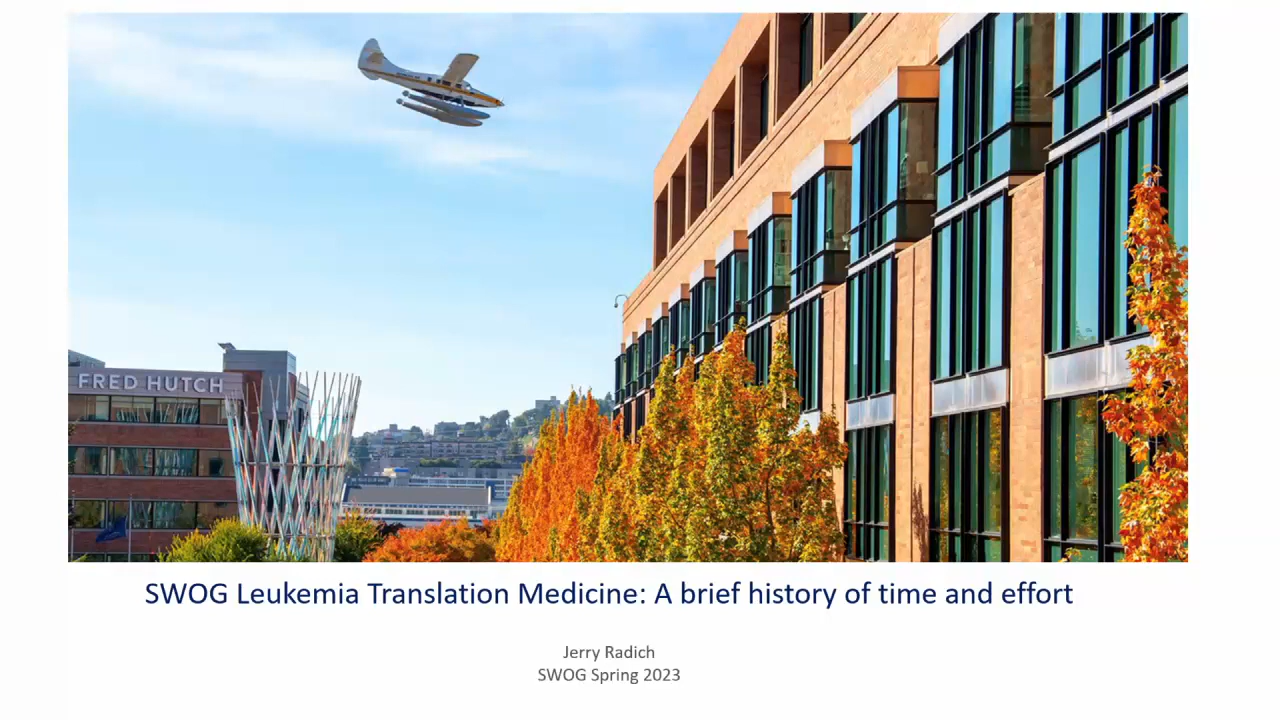 FRED HUTCH
SWOG Leukemia Translation Medicine: A brief history of time and effort
Jerry Radich
SWOG Spring 2023